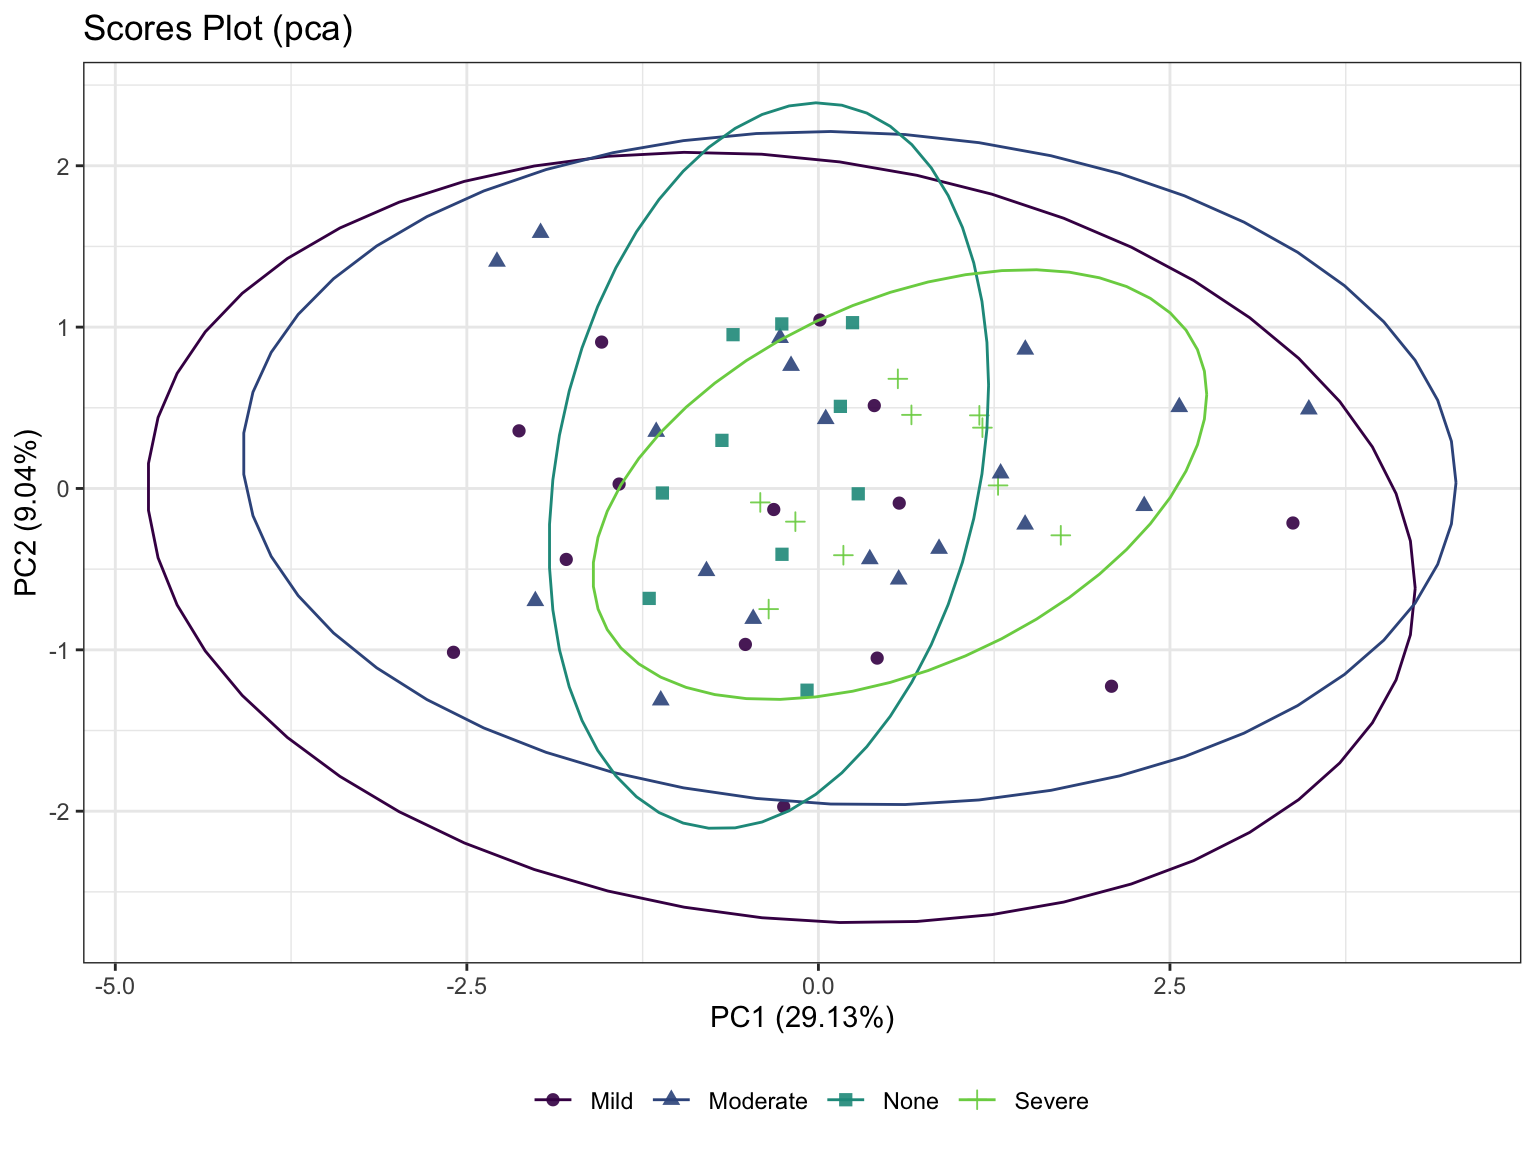 Scores Plot (pca)
PC2 (9.04%)
2
1
0
-1
-2
-5.0 -2.5 0.0 2.5
PC1 (29.13%)
Mild Moderate None Severe